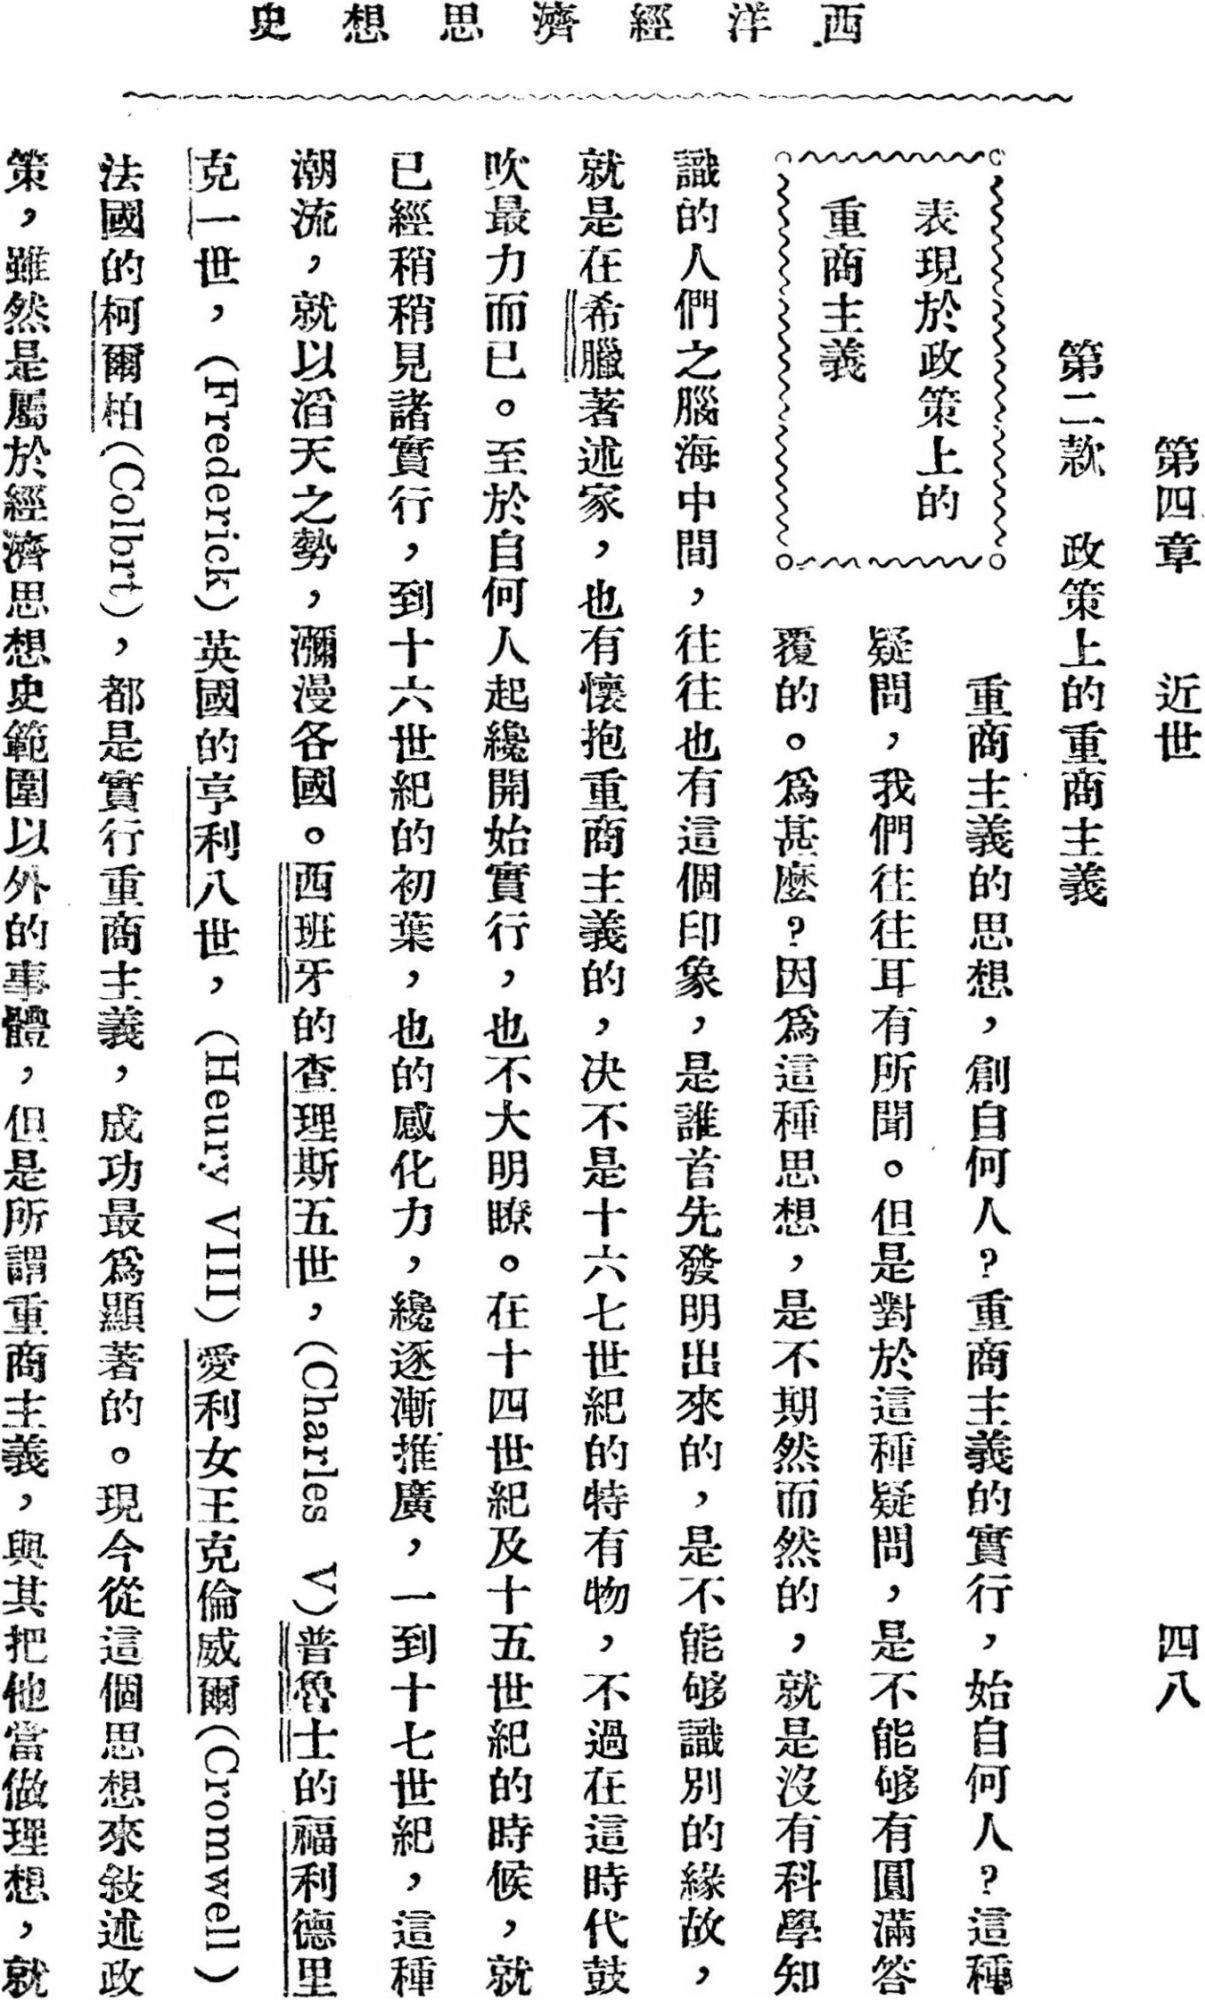 西洋經濟思想史
第四章　近世　四八
第二款　政策上的重商主義
表現於政策上的
重商主義
重商主義的思想，創自何人？重商主義的實行，始自何人？這種
疑問，我們往往耳有所聞。但是對於這種疑問，是不能够有圓滿答
覆的。爲甚麽？因爲這種思想，是不期然而然的，就是沒有科學知
識的人們之腦海中間，往往也有這個印象，是誰首先發明出來的，是不能够識別的緣故，
就是在希臘著述家，也有懷抱重商主義的，决不是十六七世紀的特有物，不過在這時代鼓
吹最力而已。至於自何人起纔開始實行，也不大明瞭。在十四世紀及十五世紀的時候，就
已經稍稍見諸實行，到十六世紀的初葉，也的感化力，纔逐漸推廣，一到十七世紀，這種
潮流，就以滔天之勢，瀰漫各國。西班牙的查理斯五世，(Charles V)普魯士的福利德里
克一世，(Frederick)英國的亨利八世，(Heury VIII)愛利女王克倫威爾(Cromwell)
法國的柯爾柏(Colbrt)，都是實行重商主義，成功最爲顯著的。現今從這個思想來敍述政
策，雖然是屬於經濟思想史範圍以外的事體，但是所謂重商主義，與其把他當做理想，就